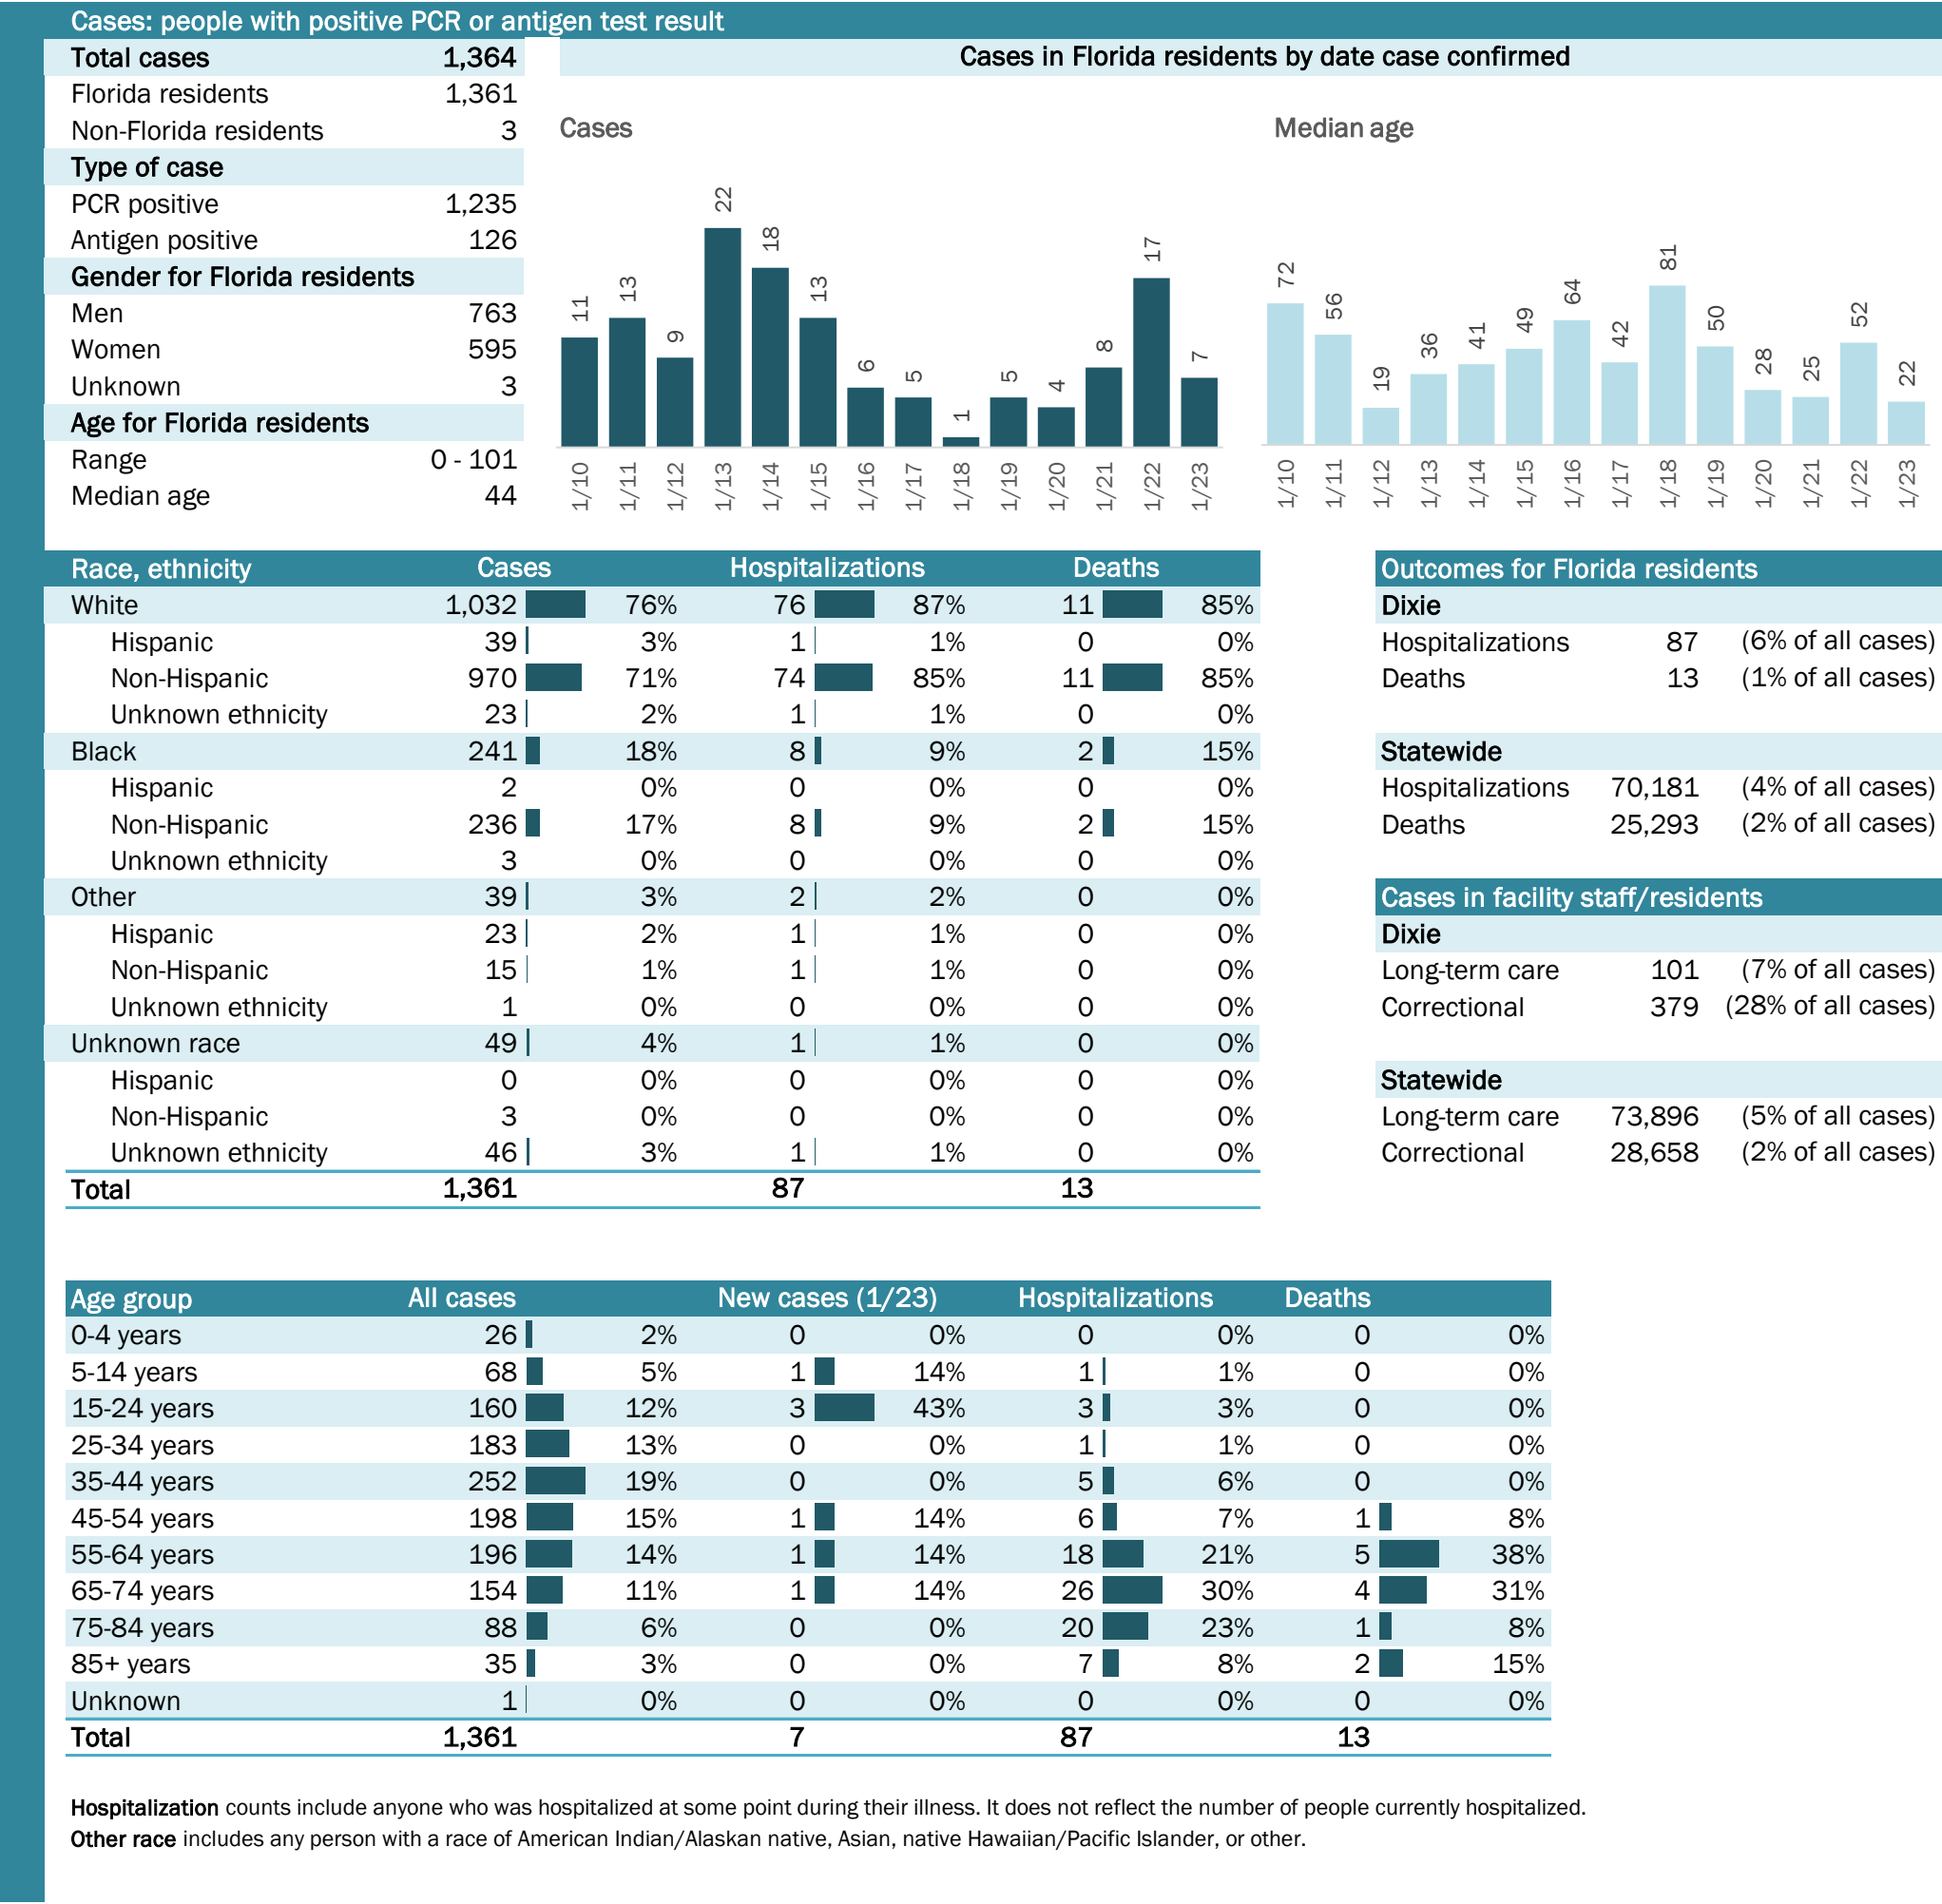 Cases: people with positive PCR or antigen test result
Total cases 1,364
Florida residents 1,361
Non-Florida residents 3
Type of case
PCR positive 1,235
Antigen positive 126
Gender for Florida residents
Men 763
Women 595
Unknown 3
Age for Florida residents
Range 0 - 101
Median age 44
Cases in Florida residents by date case confirmed
Cases
11 13 9 22 18 13 6 5 1 5 4 8 17 7
1/10 1/11 1/12 1/13 1/14 1/15 1/16 1/17 1/18 1/19 1/20 1/21 1/22 1/23
Median age
72 56 19 36 41 49 64 42 81 50 28 25 52 22
1/10 1/11 1/12 1/13 1/14 1/15 1/16 1/17 1/18 1/19 1/20 1/21 1/22 1/23
Race, ethnicity Cases Hospitalizations Deaths
White 1,032 76% 76 87% 11 85%
Hispanic 39 3% 1 1% 0 0%
Non-Hispanic 970 71% 74 85% 11 85%
Unknown ethnicity 23 2% 1 1% 0 0%
Black 241 18% 8 9% 2 15%
Hispanic 2 0% 0 0% 0 0%
Non-Hispanic 236 17% 8 9% 2 15%
Unknown ethnicity 3 0% 0 0% 0 0%
Other 39 3% 2 2% 0 0%
Hispanic 23 2% 1 1% 0 0%
Non-Hispanic 15 1% 1 1% 0 0%
Unknown ethnicity 1 0% 0 0% 0 0%
Unknown race 49 4% 1 1% 0 0%
Hispanic 0 0% 0 0% 0 0%
Non-Hispanic 3 0% 0 0% 0 0%
Unknown ethnicity 46 3% 1 1% 0 0%
Total 1,361 87 13
Outcomes for Florida residents
Dixie
Hospitalizations 87 (6% of all cases)
Deaths 13 (1% of all cases)
Statewide
Hospitalizations 70,181 (4% of all cases)
Deaths 25,293 (2% of all cases)
Cases in facility staff/residents
Dixie
Long-term care 101 (7% of all cases)
Correctional 379 (28% of all cases)
Statewide
Long-term care 73,896 (5% of all cases)
Correctional 28,658 (2% of all cases)
Age group All cases New cases (1/23) Hospitalizations Deaths
0-4 years 26 2% 0 0% 0 0% 0 0%
5-14 years 68 5% 1 14% 1 1% 0 0%
15-24 years 160 12% 3 43% 3 3% 0 0%
25-34 years 183 13% 0 0% 1 1% 0 0%
35-44 years 252 19% 0 0% 5 6% 0 0%
45-54 years 198 15% 1 14% 6 7% 1 8%
55-64 years 196 14% 1 14% 18 21% 5 38%
65-74 years 154 11% 1 14% 26 30% 4 31%
75-84 years 88 6% 0 0% 20 23% 1 8%
85+ years 35 3% 0 0% 7 8% 2 15%
Unknown 1 0% 0 0% 0 0% 0 0%
Total 1,361 7 87 13
Hospitalization counts include anyone who was hospitalized at some point during their illness. It does not reflect the number of people currently hospitalized.
Other race includes any person with a race of American Indian/Alaskan native, Asian, native Hawaiian/Pacific Islander, or other.